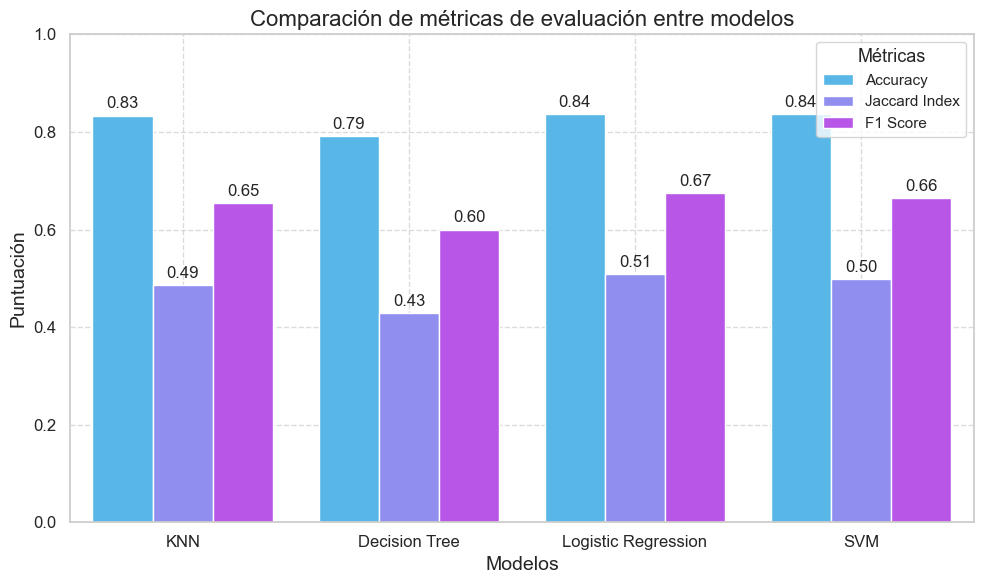 Comparación de métricas de evaluación entre modelos
1.0
0.8
0.6
0.4
0.2
0.0
Puntuación
0.83
0.49
0.65
0.79
0.43
0.60
0.84
0.51
0.67
0.84
0.50
0.66
Métricas
Accuracy
Jaccard Index
F1 Score
KNN
Decision Tree
Logistic Regression
SVM
Modelos